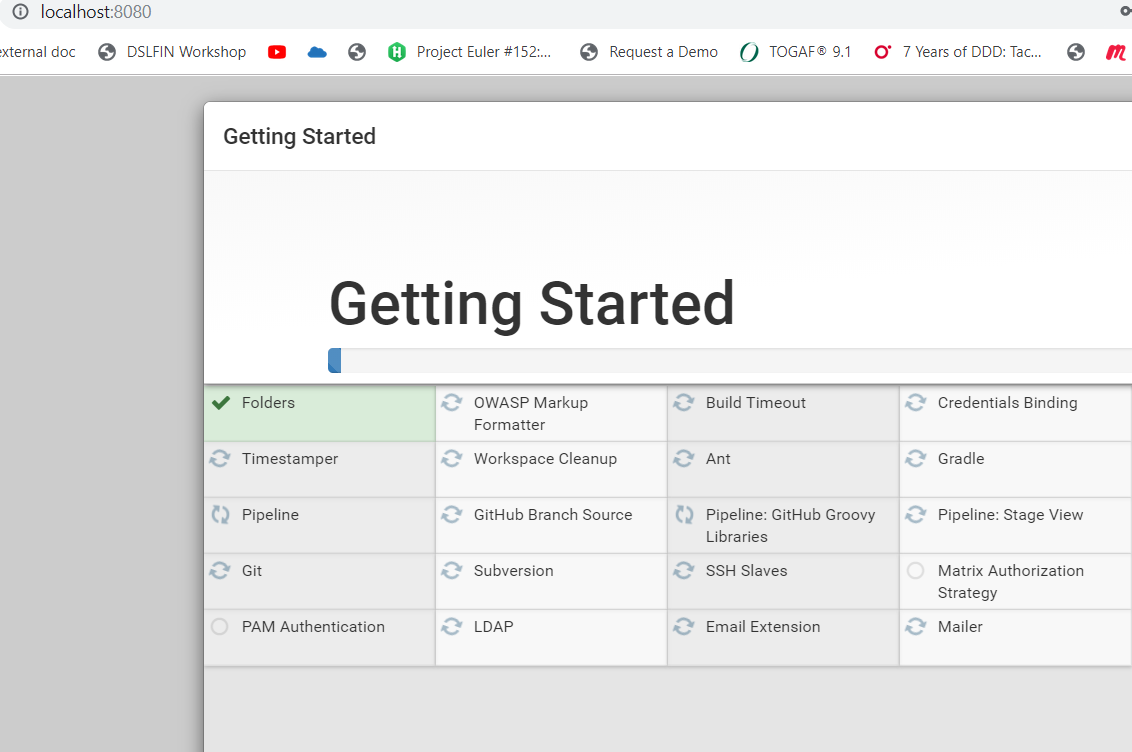 localhost:8080
external doc DSLFIN Workshop Project Euler #152:... Request a Demo TOGAF® 9.1 7 Years of DDD: Tac...
Getting Started
Getting Started
Folders OWASP Markup Formatter Build Timeout Credentials Binding
Timestamper Workspace Cleanup Ant Gradle
Pipeline GitHub Branch Source Pipeline: GitHub Groovy Libraries Pipeline: Stage View
Git Subversion SSH Slaves Matrix Authorization Strategy
PAM Authentication LDAP Email Extension Mailer